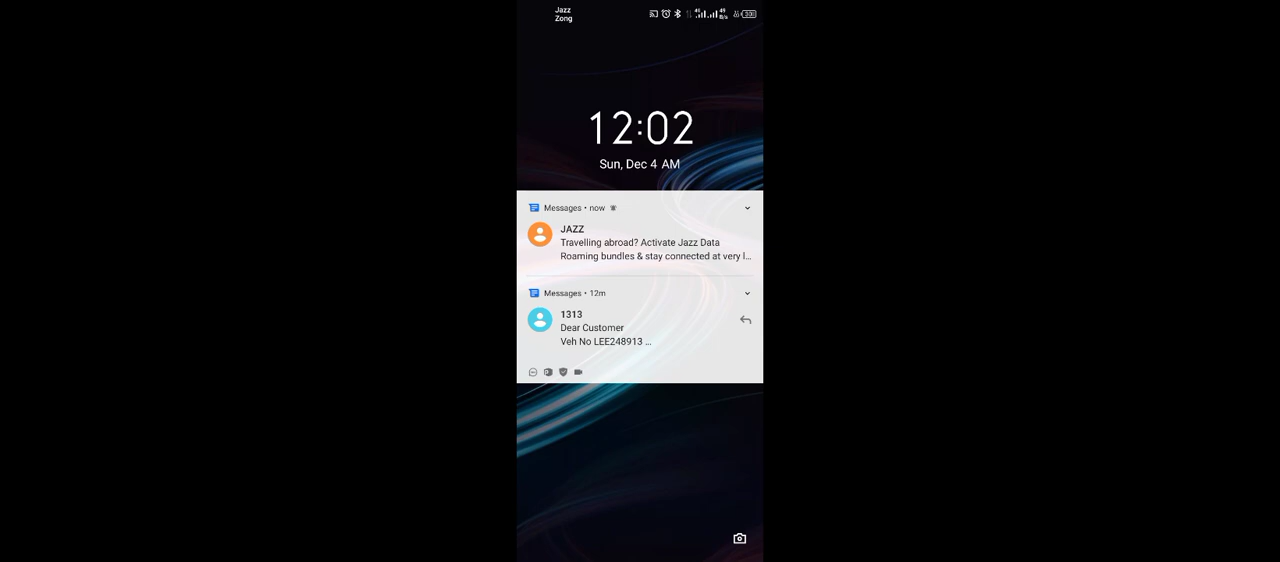 Jazz
Zong
12:02
Sun, Dec 4 AM
Messages • now
JAZZ
Travelling abroad? Activate Jazz Data
Roaming bundles & stay connected at very l…
Messages • 12m
1313
Dear Customer
Veh No LEE248913 …